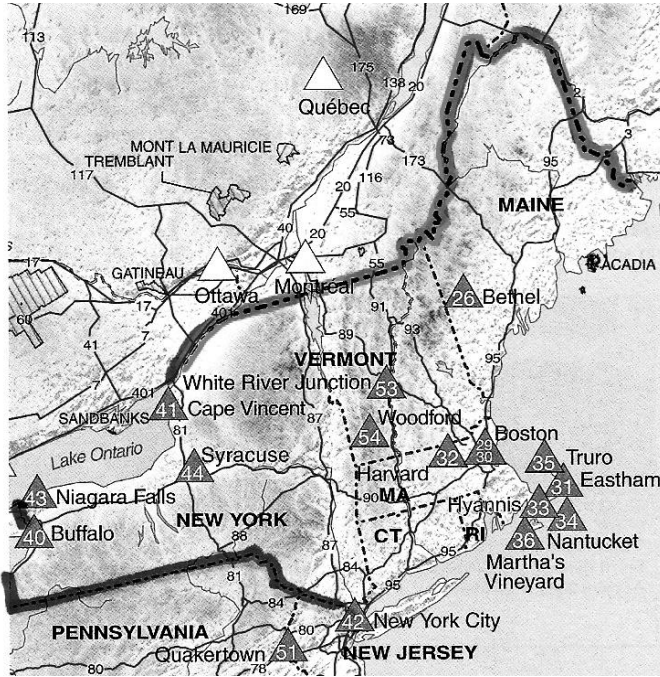 169
113
175
138
20
Québec
73
2
3
MONT LA MAURICIE
TREMBLANT
173
95
117
116
20
MAINE
55
40
20
17
GATINEAU
Ottawa
Montréal
55
ACADIA
26 Bethel
17
401
60
7
91
93
41
89
95
7
VERMONT
401
White River Junction
53
SANDBANKS
41 Cape Vincent
87
Woodford
81
54
Boston
29
30
Lake Ontario
Syracuse
44
Harvard
32
35 Truro
43
Niagara Falls
90
MA
31 Eastham
Hyannis
33
NEW YORK
34
40 Buffalo
88
87
CT
RI
36
Nantucket
95
Martha's
Vineyard
81
84
84
95
42 New York City
PENNSYLVANIA
80
Quakertown
51
NEW JERSEY
80
78